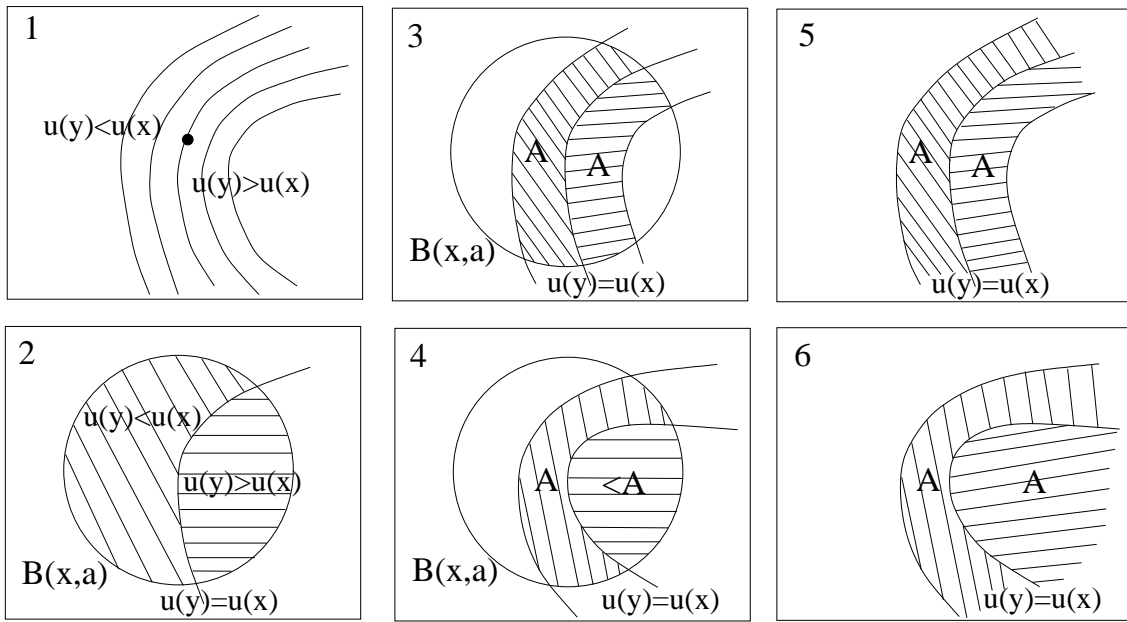 1
u(y)<u(x)
u(y)>u(x)
2
u(y)<u(x)
u(y)>u(x)
B(x,a)
u(y)=u(x)
3
A
A
B(x,a)
u(y)=u(x)
4
A
<A
B(x,a)
u(y)=u(x)
5
A
A
u(y)=u(x)
6
A
A
u(y)=u(x)